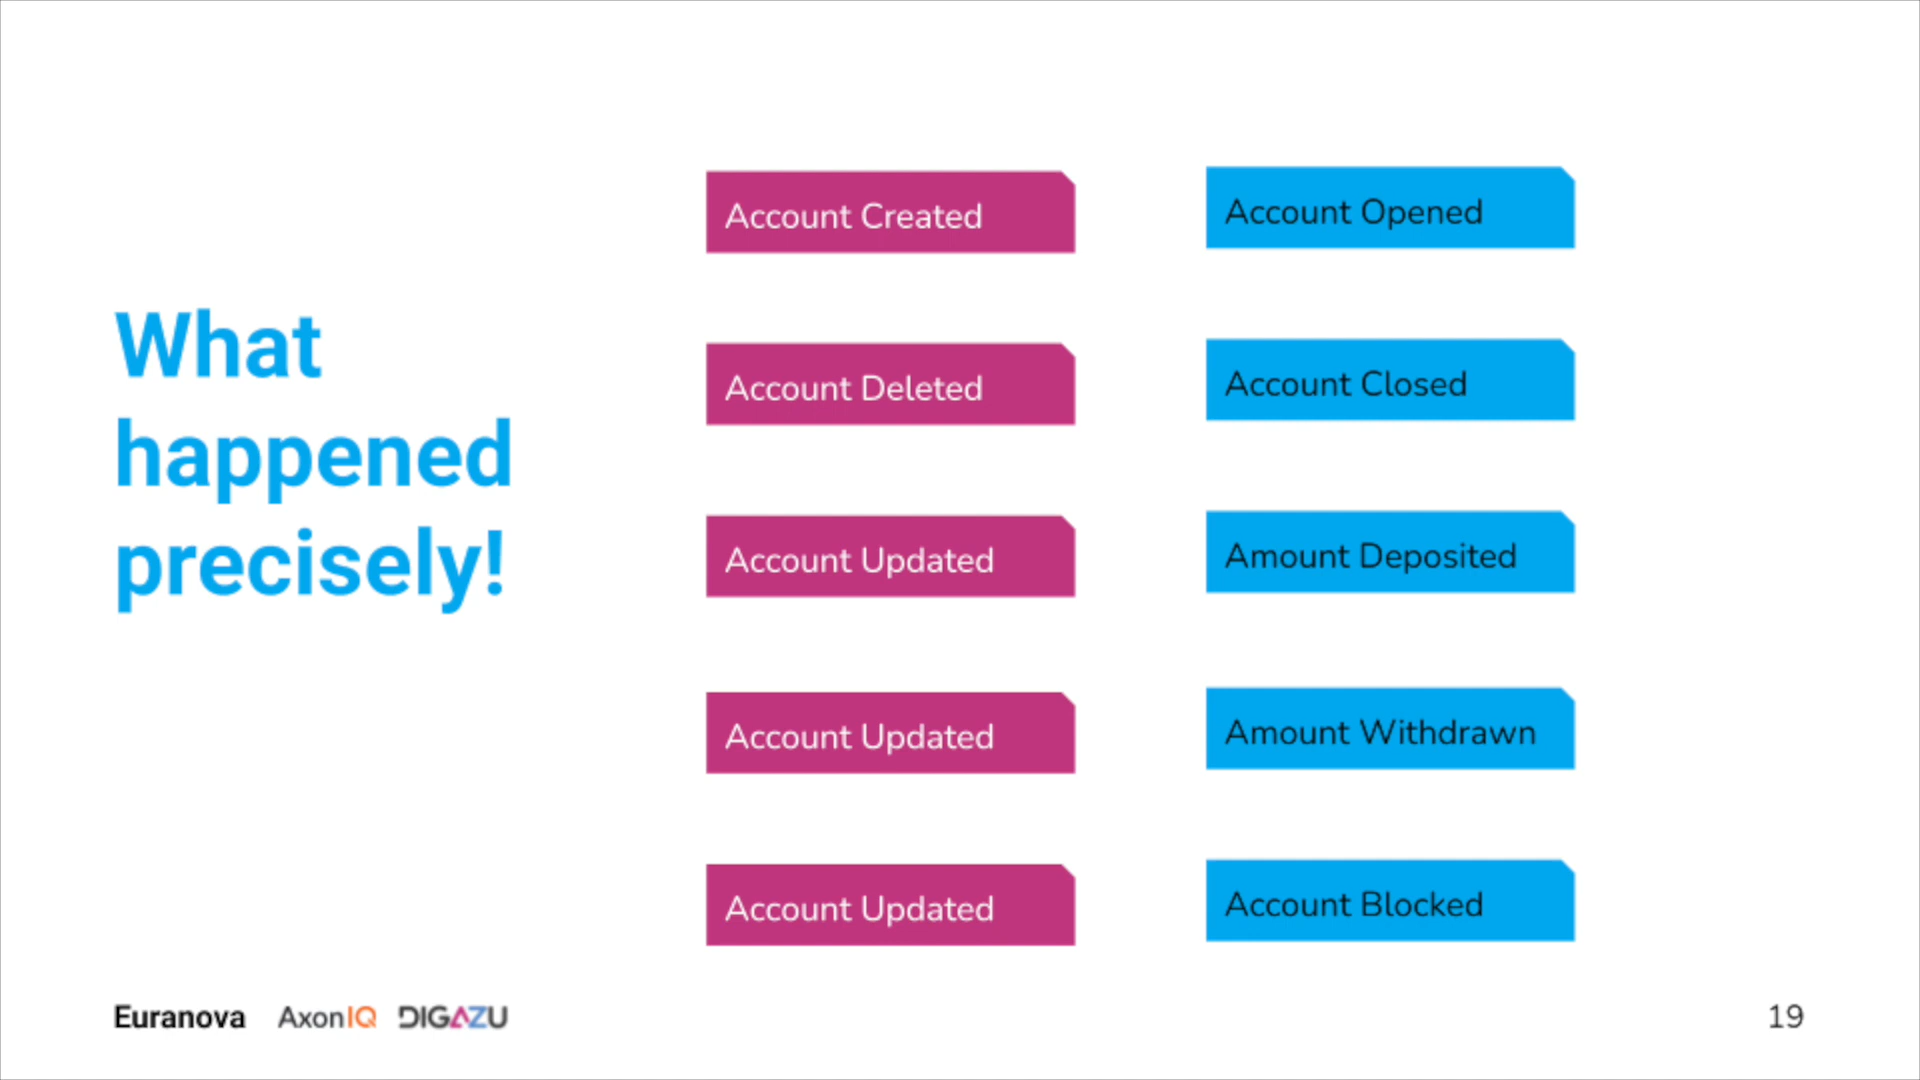 What
happened
precisely!
Account Created
Account Opened
Account Deleted
Account Closed
Account Updated
Amount Deposited
Account Updated
Amount Withdrawn
Account Updated
Account Blocked
Euranova AxonIQ DIGAZU
19